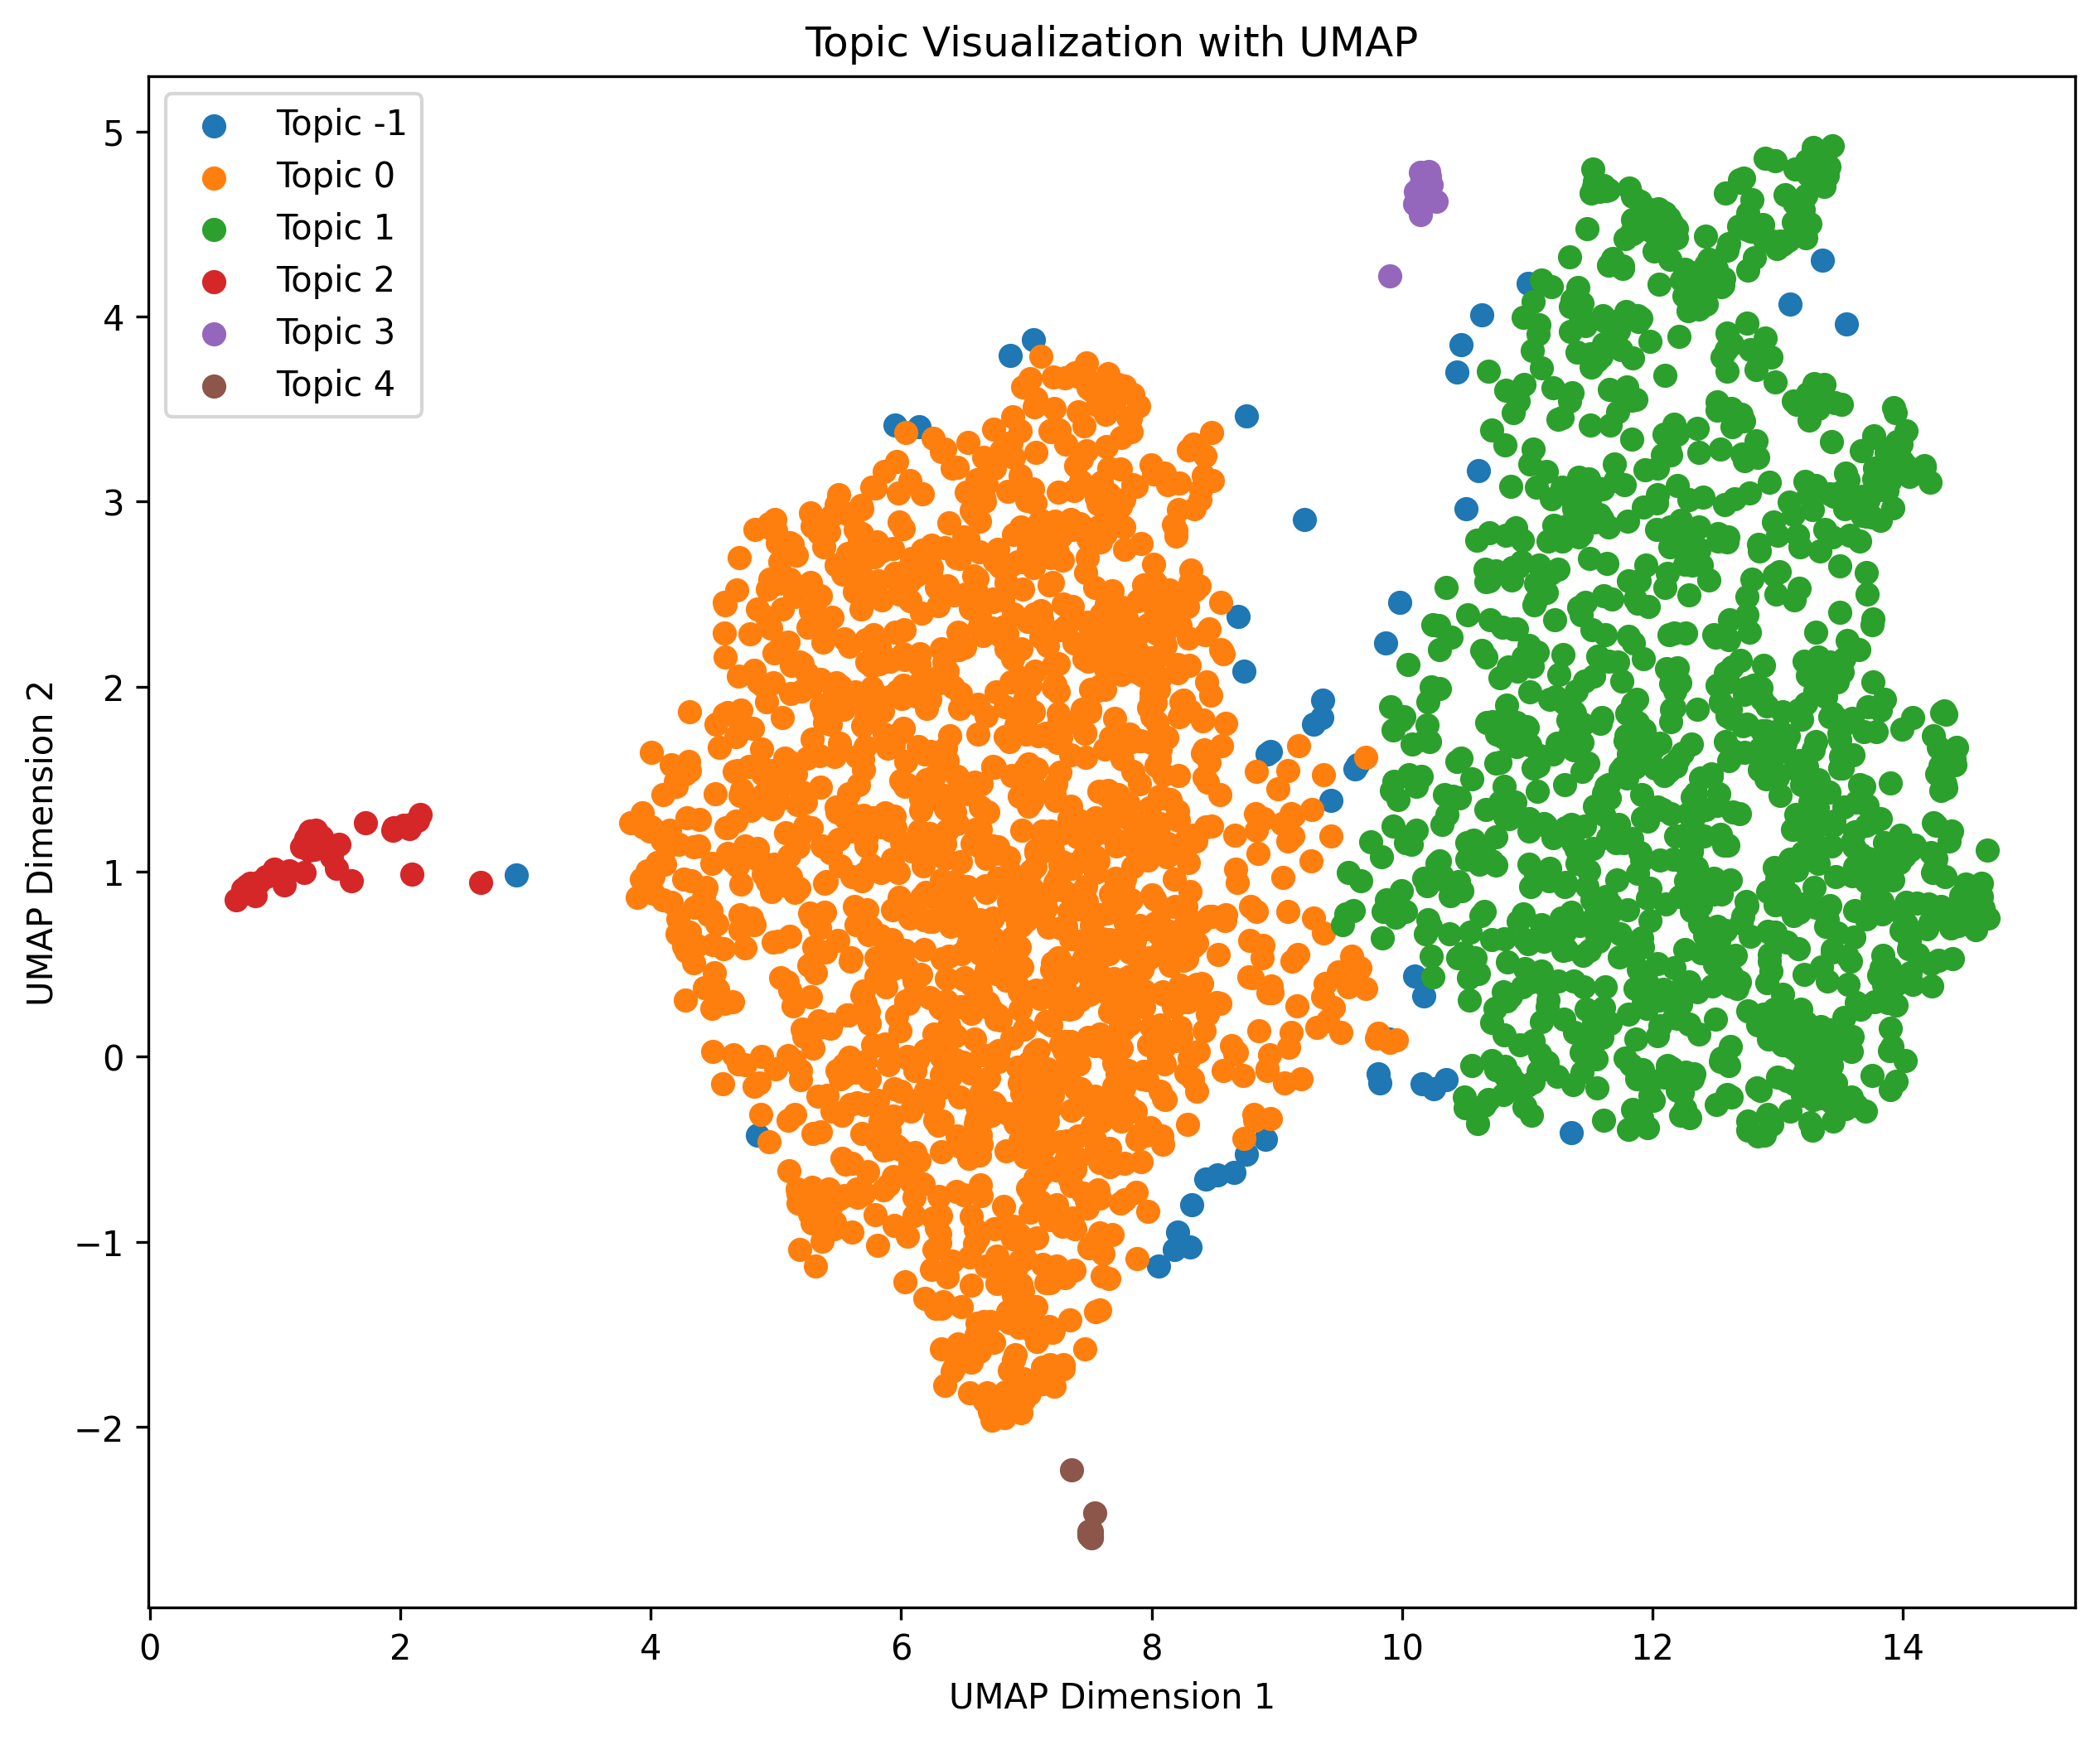 Topic Visualization with UMAP
Topic -1
Topic 0
Topic 1
Topic 2
Topic 3
Topic 4
5
4
3
2
1
0
−1
−2
UMAP Dimension 2
0 2 4 6 8 10 12 14
UMAP Dimension 1